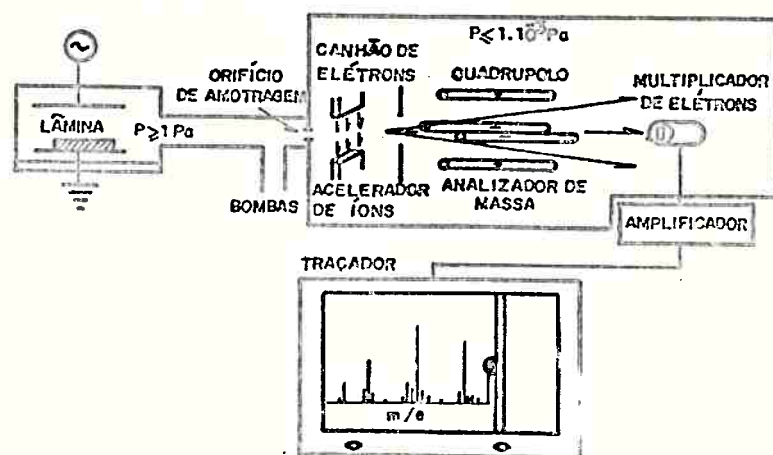 P⩽1.10⁻³Pa
CANHÃO DE
ELÉTRONS
ORIFÍCIO
DE AMOTRAGEM
QUADRUPOLO
MULTIPLICADOR
DE ELÉTRONS
LÂMINA
P⩾1 Pa
BOMBAS
ACELERADOR
DE ÍONS
ANALIZADOR DE
MASSA
AMPLIFICADOR
TRAÇADOR
m/e